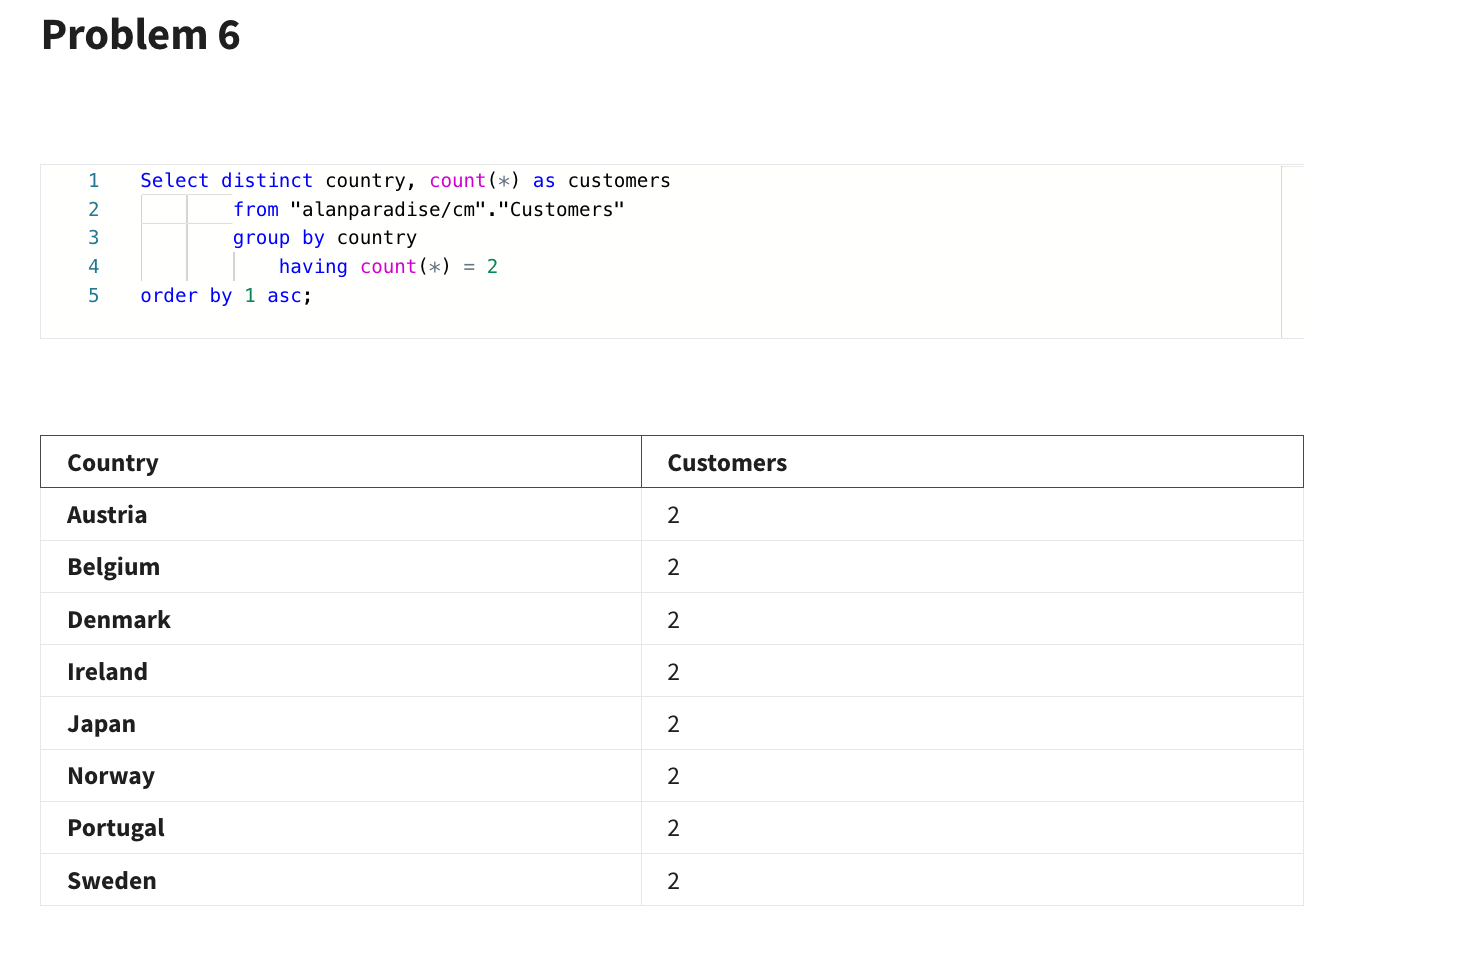 Problem 6
1 Select distinct country, count(*) as customers
2 from "alanparadise/cm"."Customers"
3 group by country
4 having count(*) = 2
5 order by 1 asc;
Country Customers
Austria 2
Belgium 2
Denmark 2
Ireland 2
Japan 2
Norway 2
Portugal 2
Sweden 2